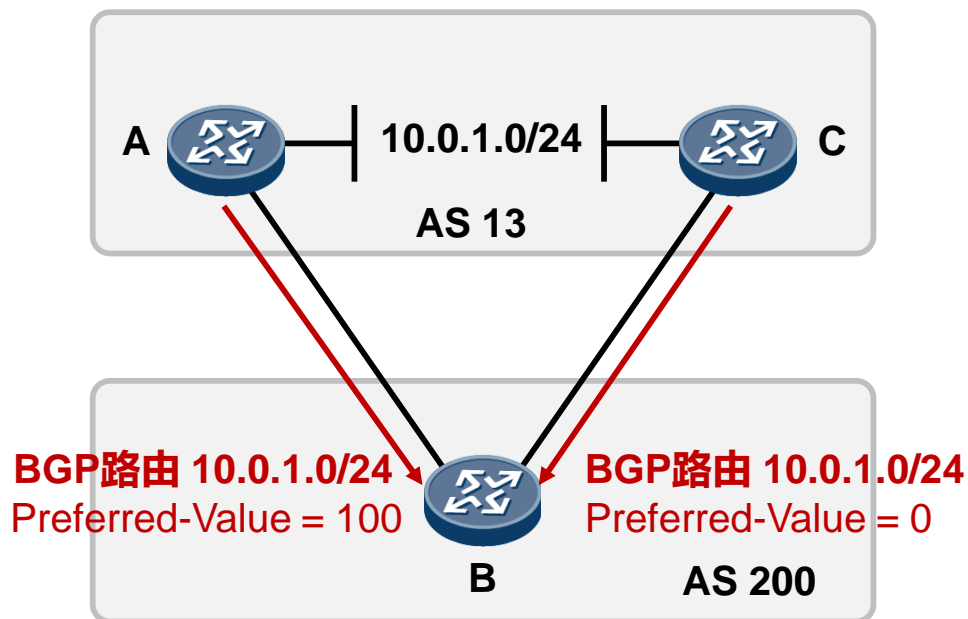 A
10.0.1.0/24
C
AS 13
BGP路由 10.0.1.0/24
Preferred-Value = 100
BGP路由 10.0.1.0/24
Preferred-Value = 0
B
AS 200